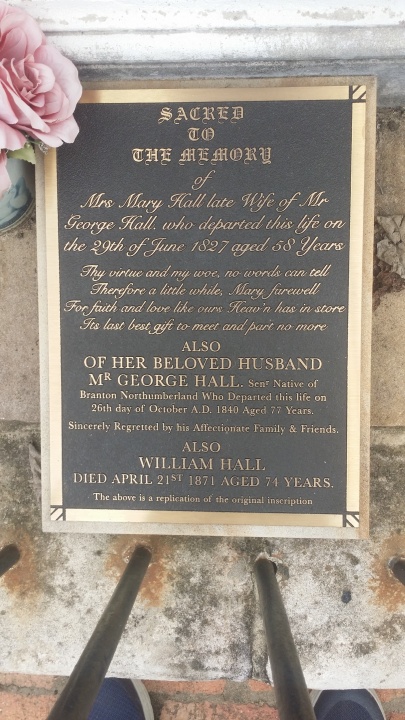 SACRED
TO
THE MEMORY
of
Mrs Mary Hall late Wife of Mr
George Hall, who departed this life on
the 29th of June 1827 aged 58 Years
Thy virtue and my woe, no words can tell
Therefore a little while, Mary farewell
For faith and love like ours Heav'n has in store
Its last best gift to meet and part no more
ALSO
OF HER BELOVED HUSBAND
MR GEORGE HALL. Senr Native of
Branton Northumberland Who Departed this life on
26th day of October A.D. 1840 Aged 77 Years.
Sincerely Regretted by his Affectionate Family & Friends.
ALSO
WILLIAM HALL
DIED APRIL 21ST 1871 AGED 74 YEARS.
The above is a replication of the original inscription